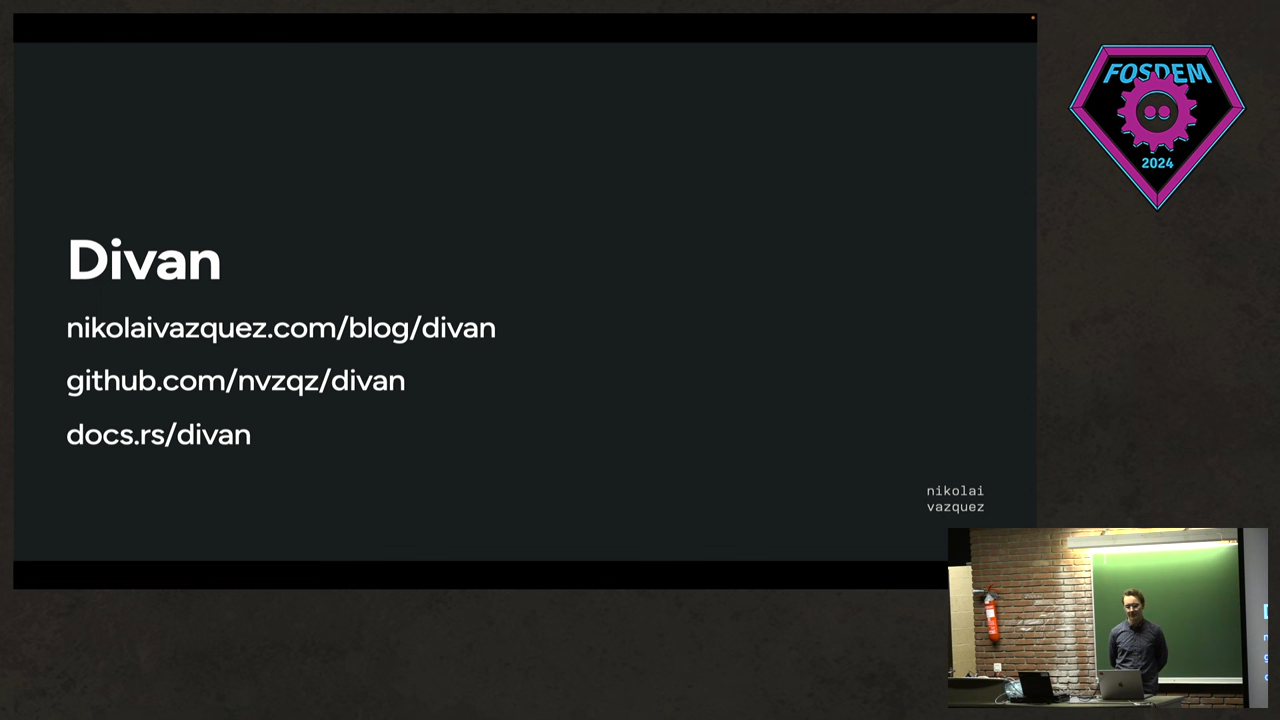 FOSDEM
2024
Divan
nikolaivazquez.com/blog/divan
github.com/nvzqz/divan
docs.rs/divan
nikolai
vazquez